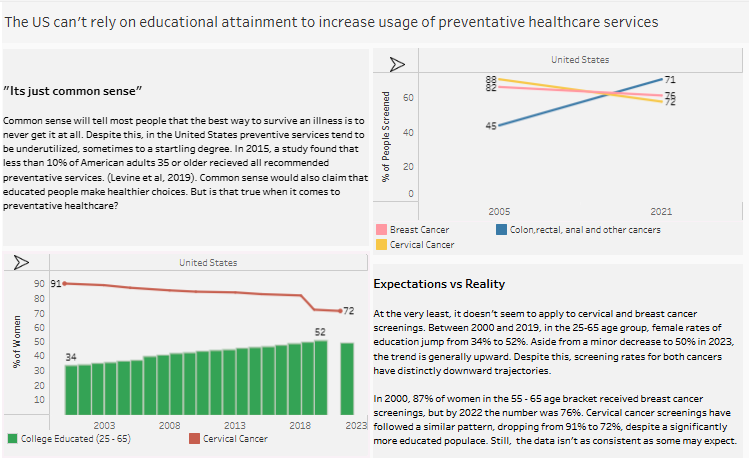 The US can't rely on educational attainment to increase usage of preventative healthcare services
"Its just common sense"
Common sense will tell most people that the best way to survive an illness is to
never get it at all. Despite this, in the United States preventive services tend to
be underutilized, sometimes to a startling degree. In 2015, a study found that
less than 10% of American adults 35 or older recieved all recommended
preventative services. (Levine et al, 2019). Common sense would also claim that
educated people make healthier choices. But is that true when it comes to
preventative healthcare?
United States
% of People Screened
60
40
20
0
88
82
45
71
76
72
2005
2021
Breast Cancer
Colon,rectal, anal and other cancers
Cervical Cancer
United States
% of Women
90
80
70
60
50
40
30
20
10
91
72
34
52
2003
2008
2013
2018
2023
College Educated (25 - 65)
Cervical Cancer
Expectations vs Reality
At the very least, it doesn't seem to apply to cervical and breast cancer
screenings. Between 2000 and 2019, in the 25-65 age group, female rates of
education jump from 34% to 52%. Aside from a minor decrease to 50% in 2023,
the trend is generally upward. Despite this, screening rates for both cancers
have distinctly downward trajectories.
In 2000, 87% of women in the 55 - 65 age bracket received breast cancer
screenings, but by 2022 the number was 76%. Cervical cancer screenings have
followed a similar pattern, dropping from 91% to 72%, despite a significantly
more educated populace. Still, the data isn't as consistent as some may expect.